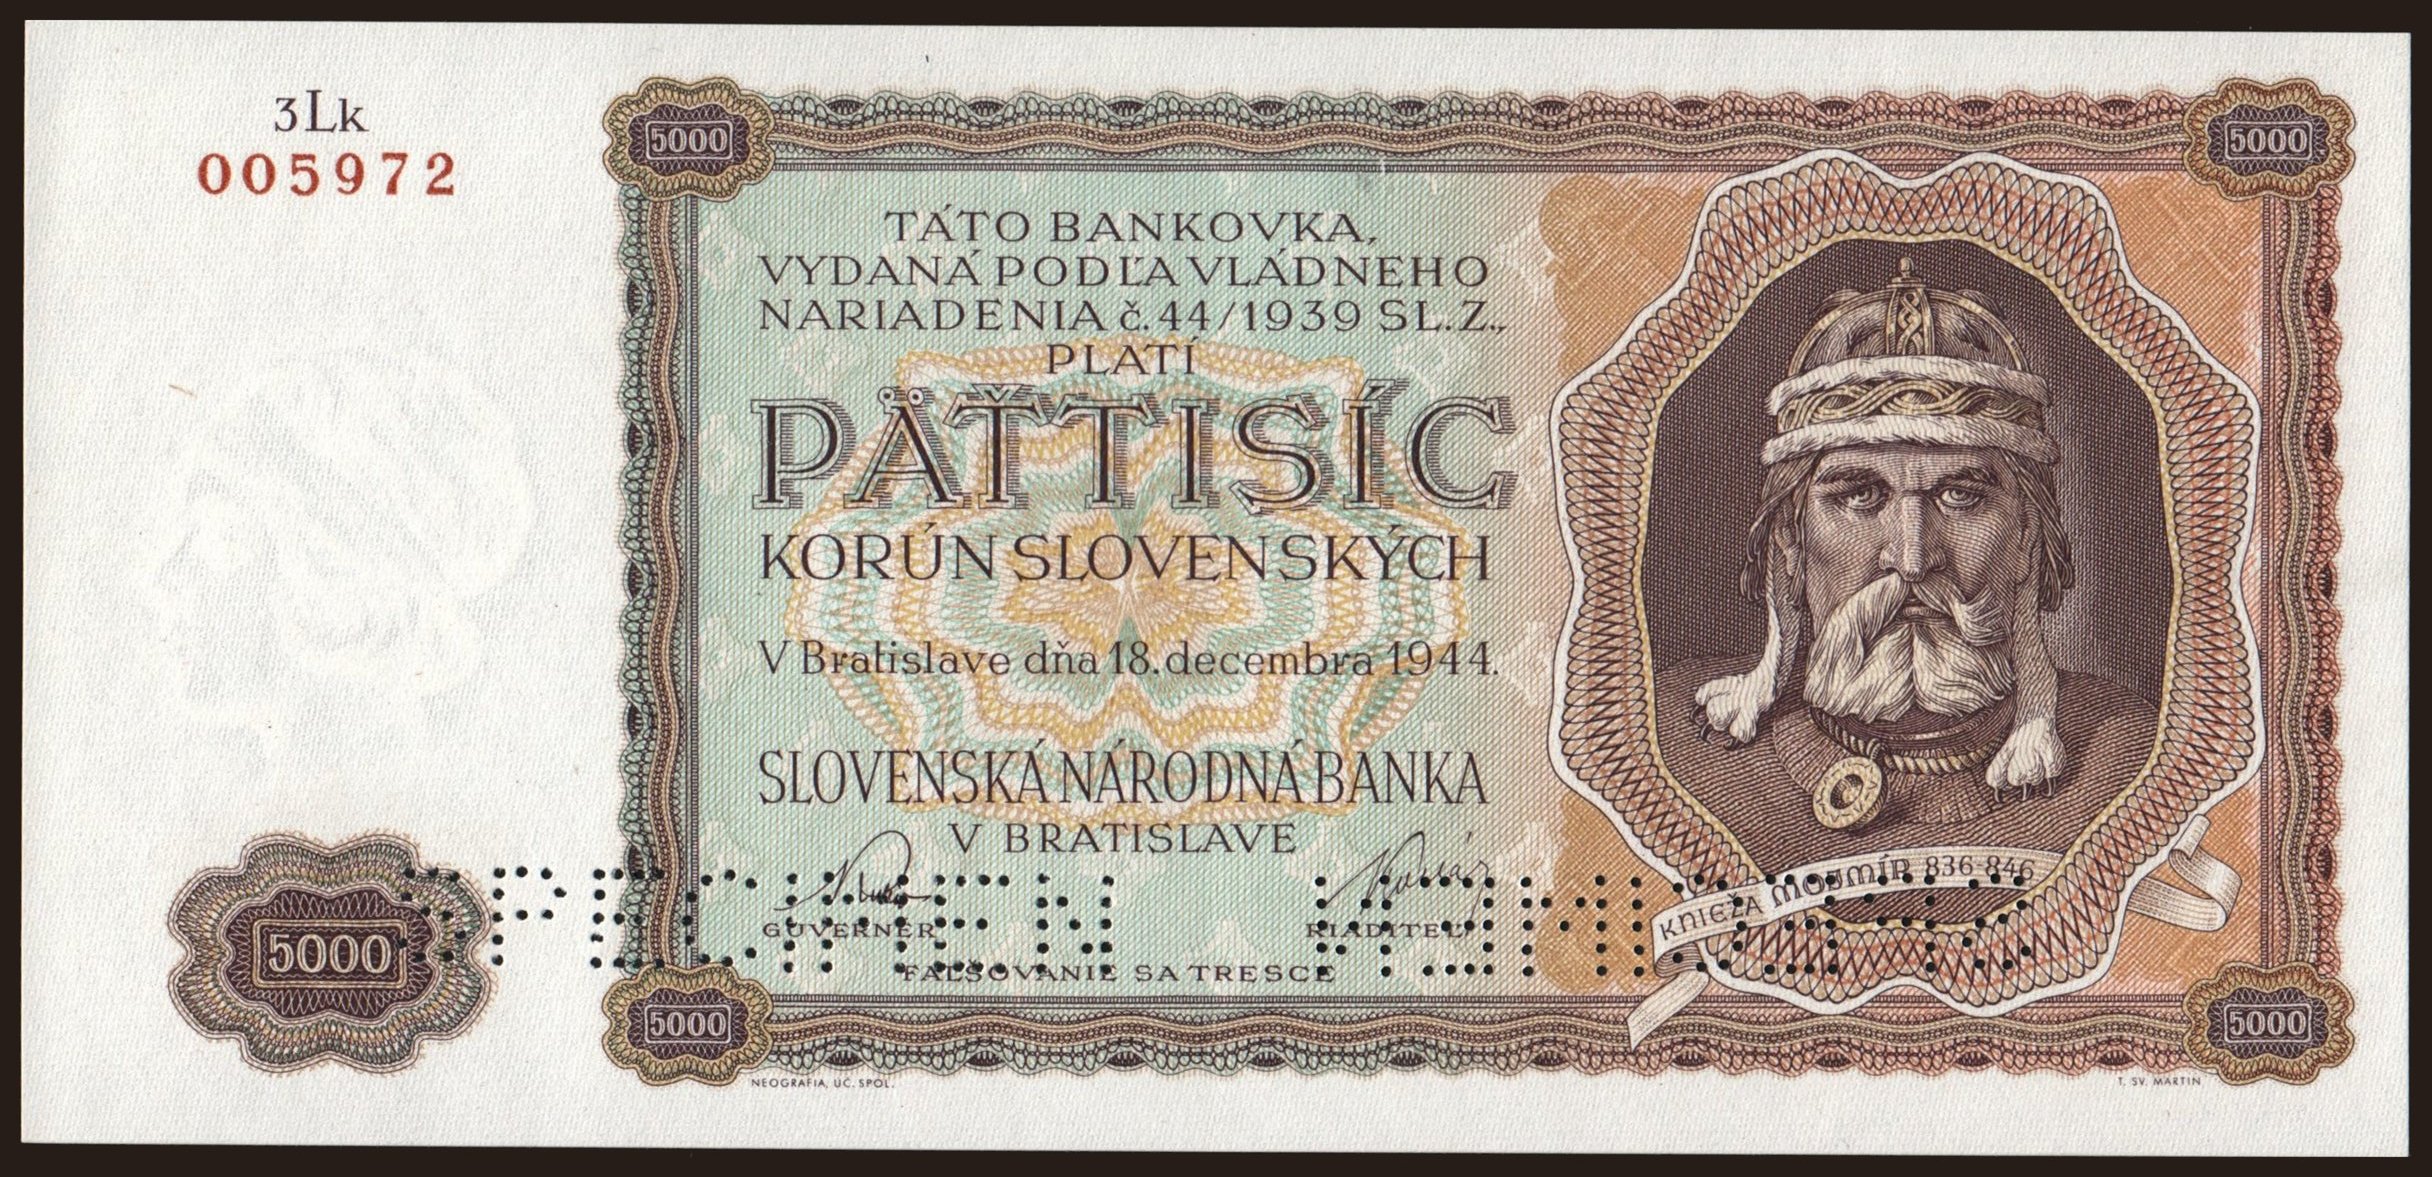 3Lk
005972
5000
5000
TÁTO BANKOVKA,
VYDANÁ PODĽA VLÁDNEHO
NARIADENIA č. 44/1939 SL. Z.,
PLATÍ
PÄŤTISÍC
KORÚN SLOVENSKÝCH
V Bratislave dňa 18. decembra 1944.
SLOVENSKÁ NÁRODNÁ BANKA
V BRATISLAVE
GUVERNÉR
RIADITEĽ
FALŠOVANIE SA TRESCE
KNIEŽA MOJMÍR 836-846
SPECIMEN
5000
5000
5000
NEOGRAFIA, ÚČ. SPOL.
T. SV. MARTIN